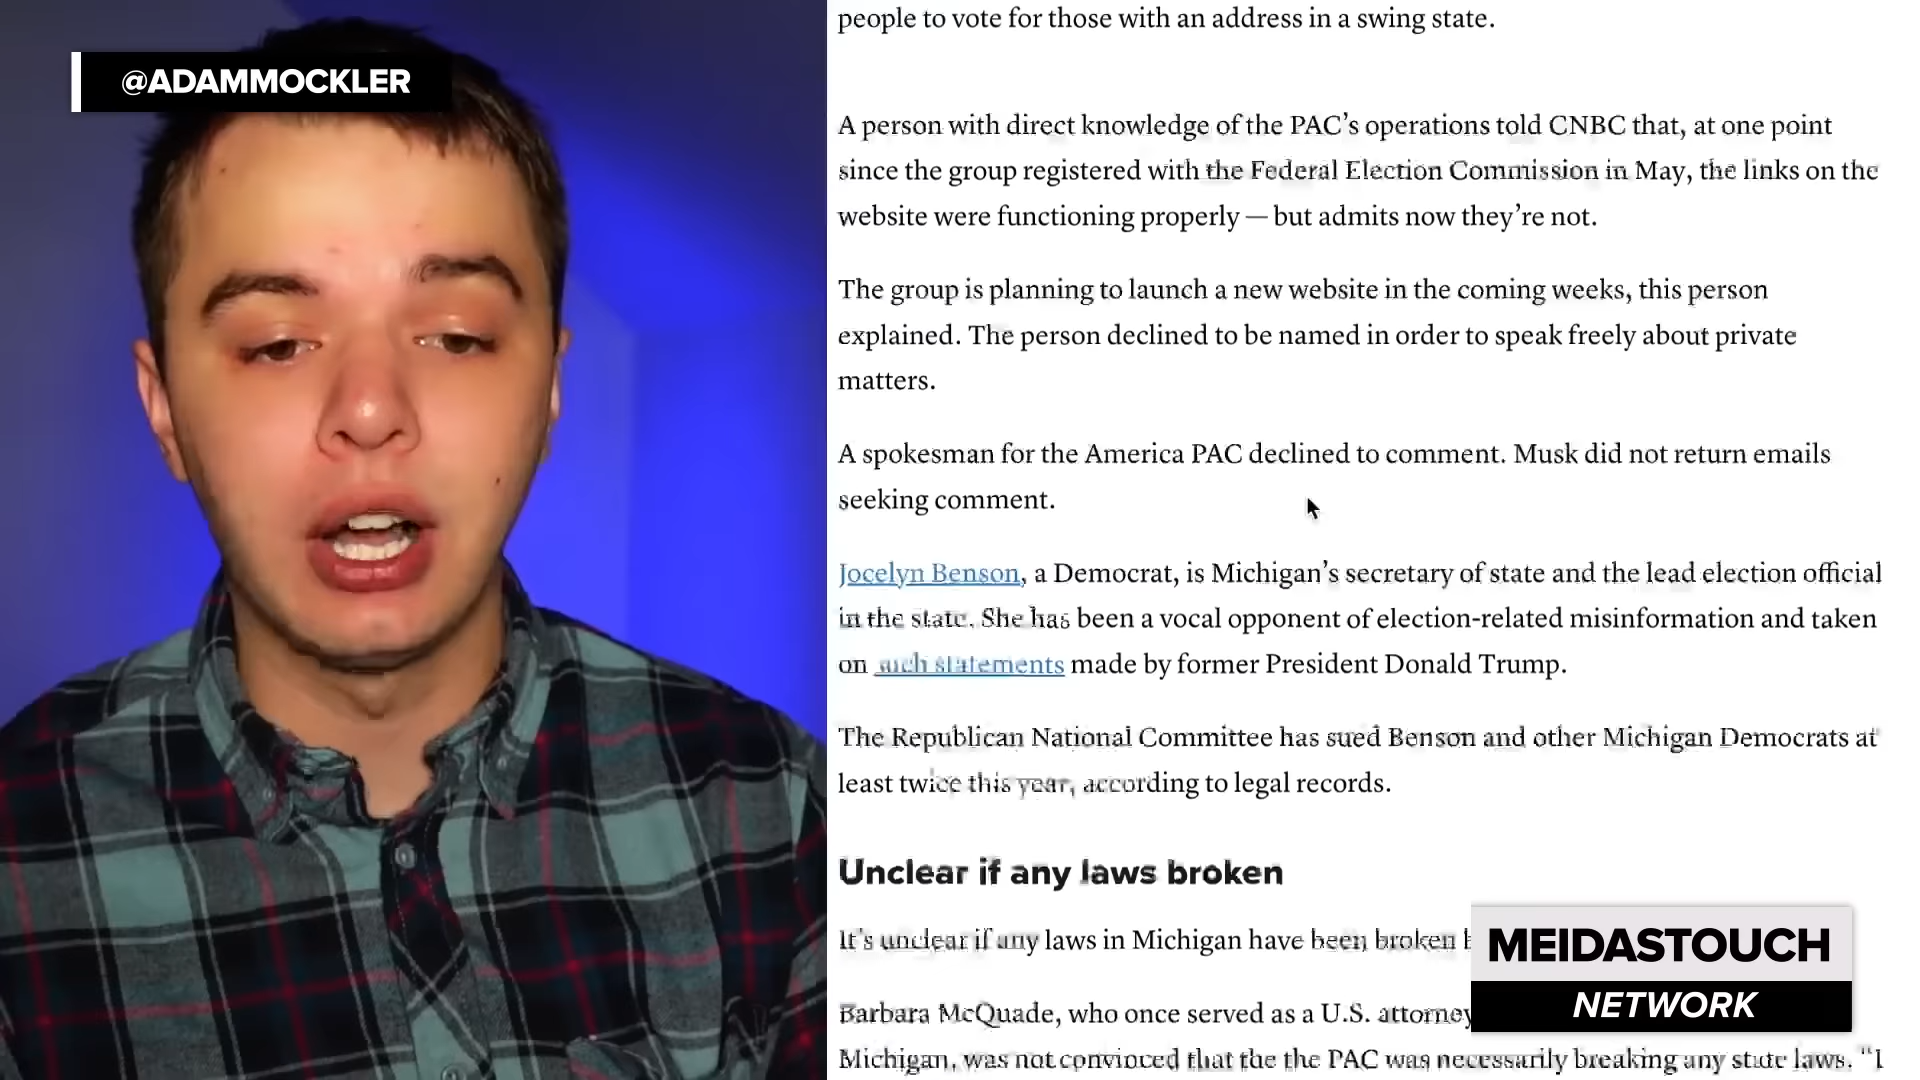 @ADAMMOCKLER
people to vote for those with an address in a swing state.
A person with direct knowledge of the PAC’s operations told CNBC that, at one point
since the group registered with the Federal Election Commission in May, the links on the
website were functioning properly — but admits now they’re not.
The group is planning to launch a new website in the coming weeks, this person
explained. The person declined to be named in order to speak freely about private
matters.
A spokesman for the America PAC declined to comment. Musk did not return emails
seeking comment.
Jocelyn Benson, a Democrat, is Michigan’s secretary of state and the lead election official
in the state. She has been a vocal opponent of election-related misinformation and taken
on such statements made by former President Donald Trump.
The Republican National Committee has sued Benson and other Michigan Democrats at
least twice this year, according to legal records.
Unclear if any laws broken
It’s unclear if any laws in Michigan have been broken
Barbara McQuade, who once served as a U.S. attorney
Michigan, was not convinced that the the PAC was necessarily breaking any state laws. “I
MEIDASTOUCH
NETWORK